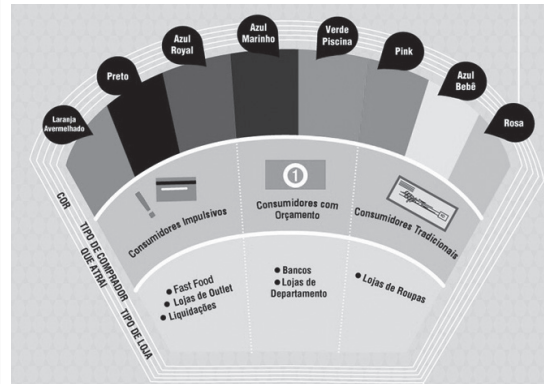 Laranja
Avermelhado
Preto
Azul
Royal
Azul
Marinho
Verde
Piscina
Pink
Azul
Bebê
Rosa
COR
TIPO DE COMPRADOR
QUE ATRAI
TIPO DE LOJA
Consumidores Impulsivos
1
Consumidores com
Orçamento
Consumidores Tradicionais
• Fast Food
• Lojas de Outlet
• Liquidações
• Bancos
• Lojas de
Departamento
• Lojas de Roupas